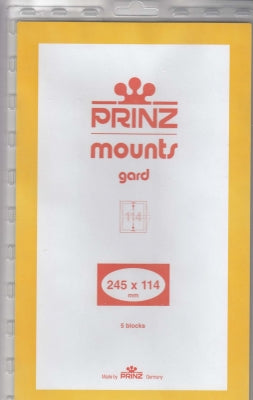 PRINZ
mounts
gard
114
245 x 114
mm
5 blocks
Made by PRINZ Germany